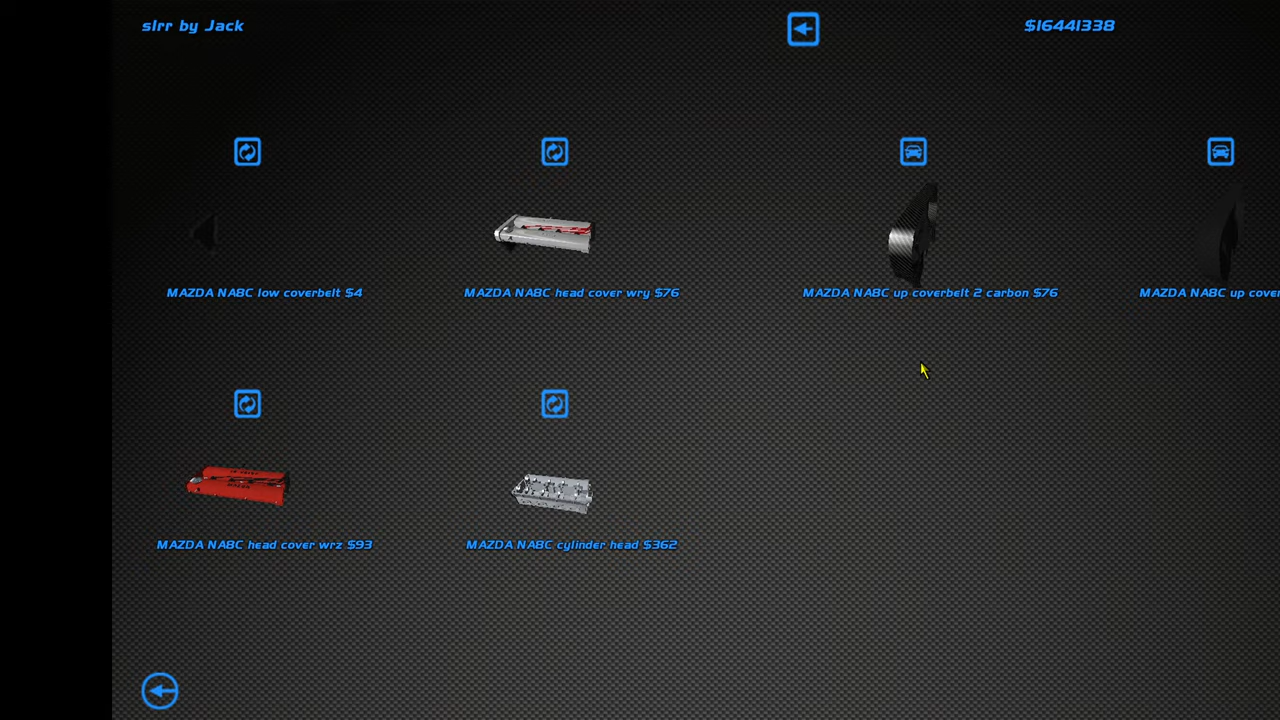 slrr by Jack
$16441338
MAZDA NABC low coverbelt $4
MAZDA NABC head cover wry $76
MAZDA NABC up coverbelt 2 carbon $76
MAZDA NABC up cover
MAZDA NABC head cover wrz $93
MAZDA NABC cylinder head $362